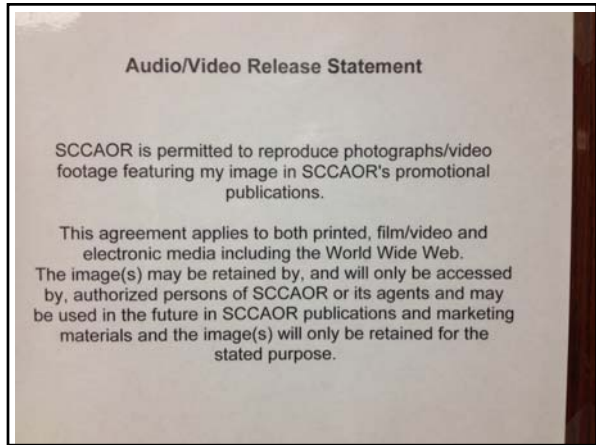 Audio/Video Release Statement
SCCAOR is permitted to reproduce photographs/video
footage featuring my image in SCCAOR's promotional
publications.
This agreement applies to both printed, film/video and
electronic media including the World Wide Web.
The image(s) may be retained by, and will only be accessed
by, authorized persons of SCCAOR or its agents and may
be used in the future in SCCAOR publications and marketing
materials and the image(s) will only be retained for the
stated purpose.